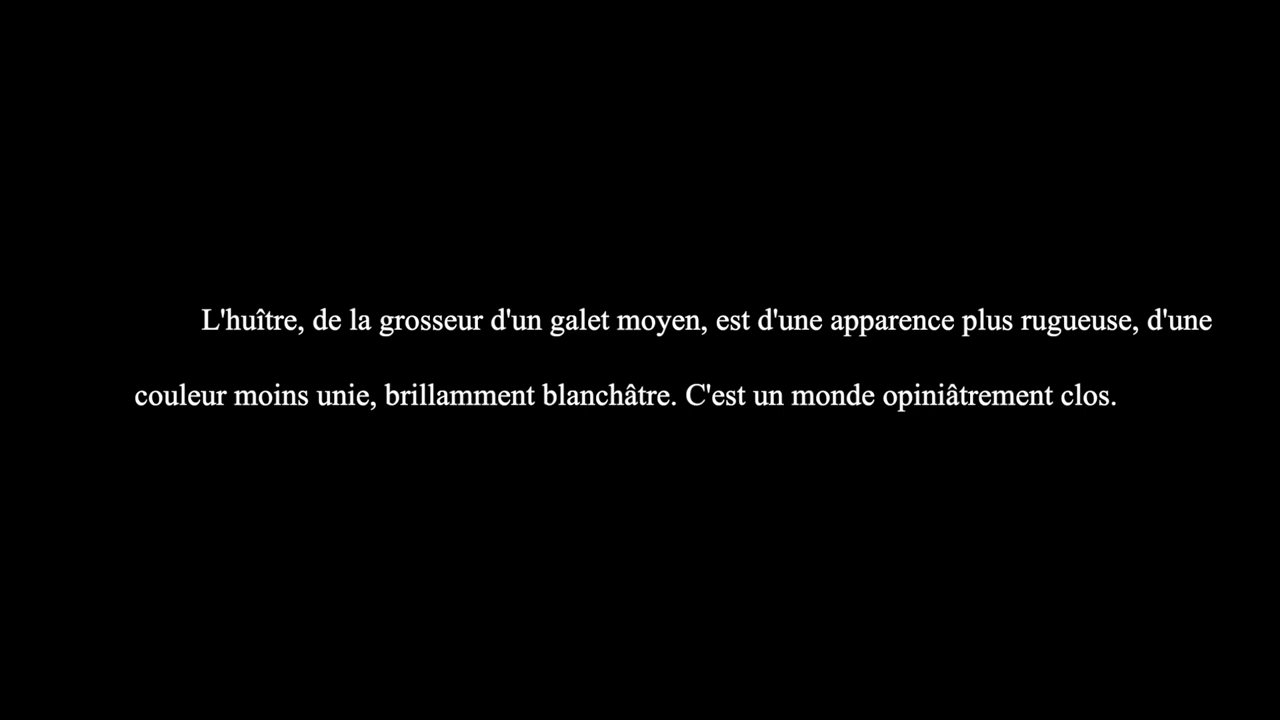 L'huître, de la grosseur d'un galet moyen, est d'une apparence plus rugueuse, d'une
couleur moins unie, brillamment blanchâtre. C'est un monde opiniâtrement clos.